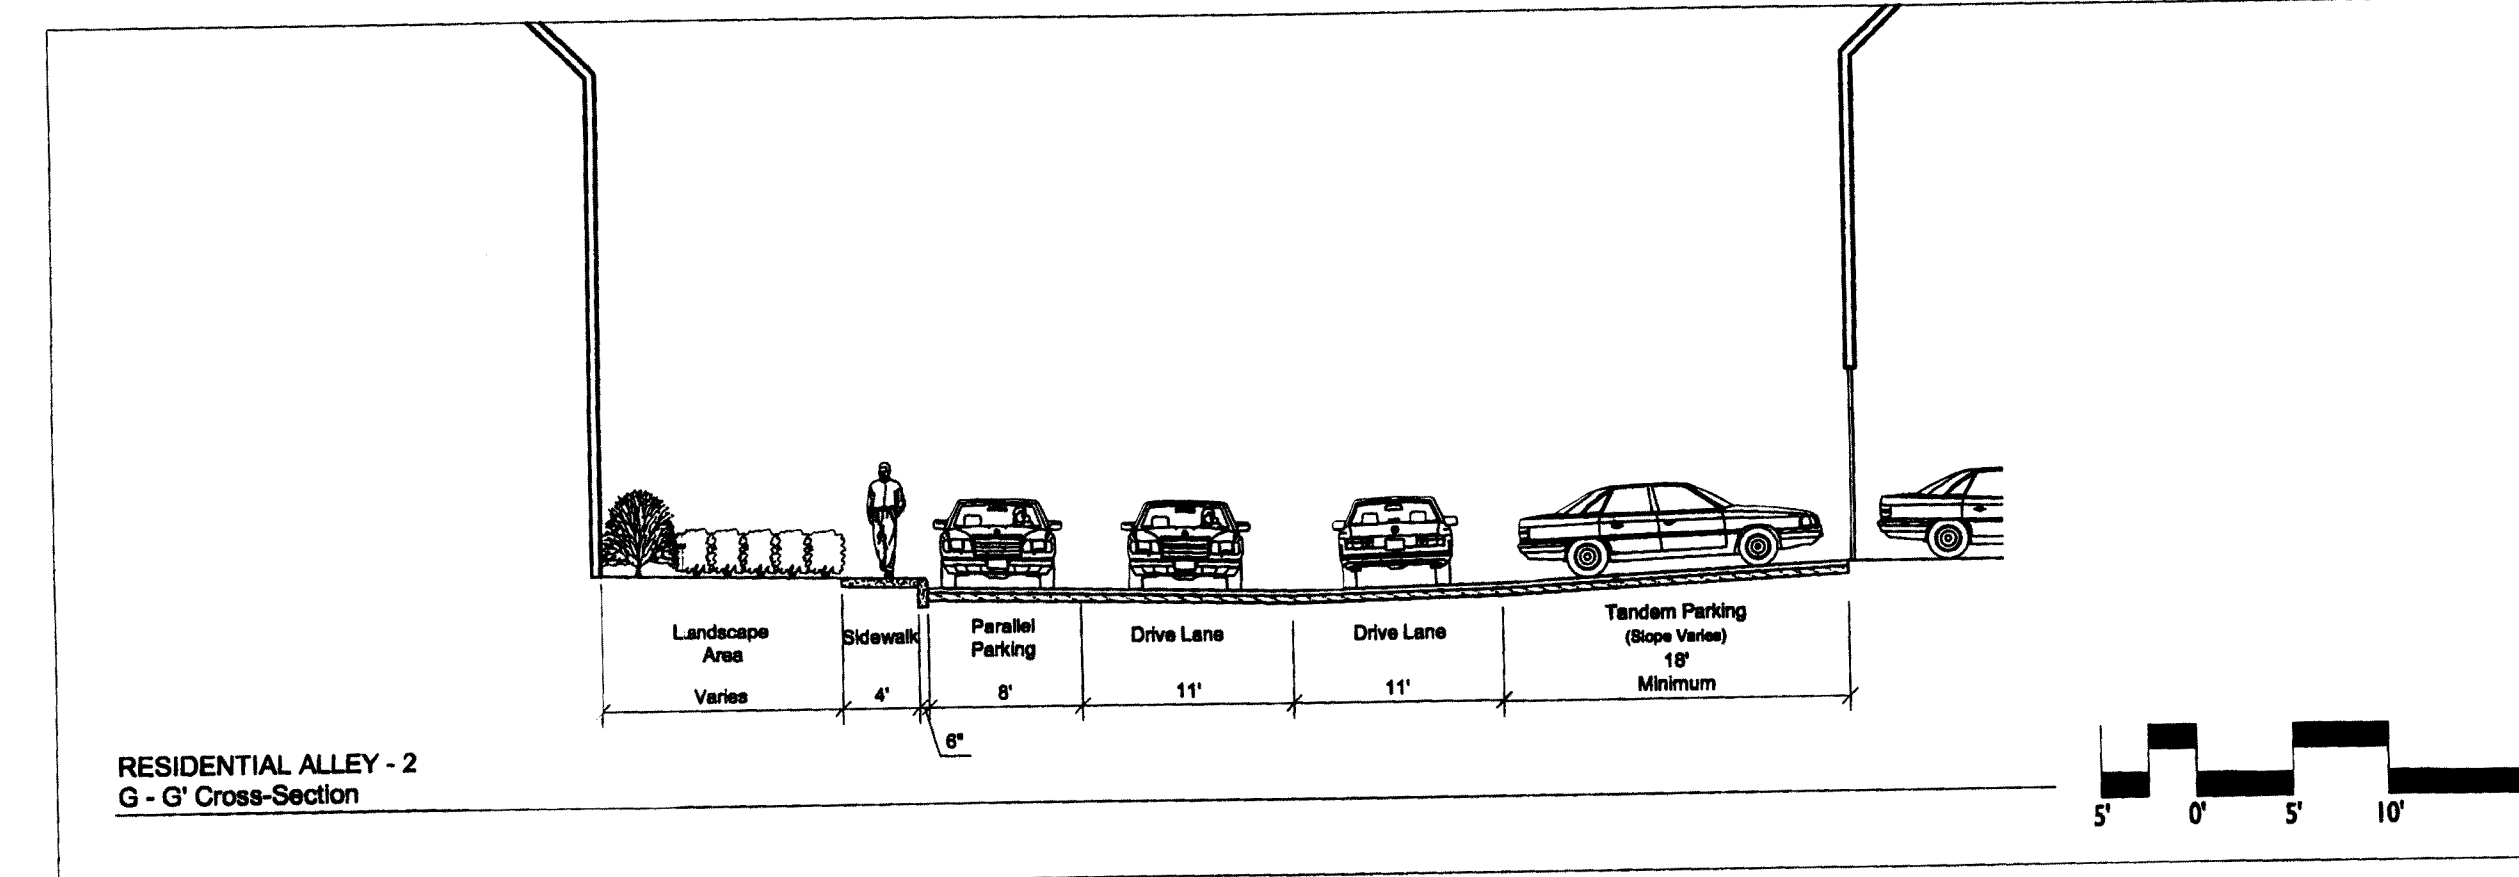 Landscape
Area
Varies
Sidewalk
4'
6"
Parallel
Parking
8'
Drive Lane
11'
Drive Lane
11'
Tandem Parking
(Slope Varies)
18'
Minimum
RESIDENTIAL ALLEY - 2
G - G' Cross-Section
5' 0' 5' 10'